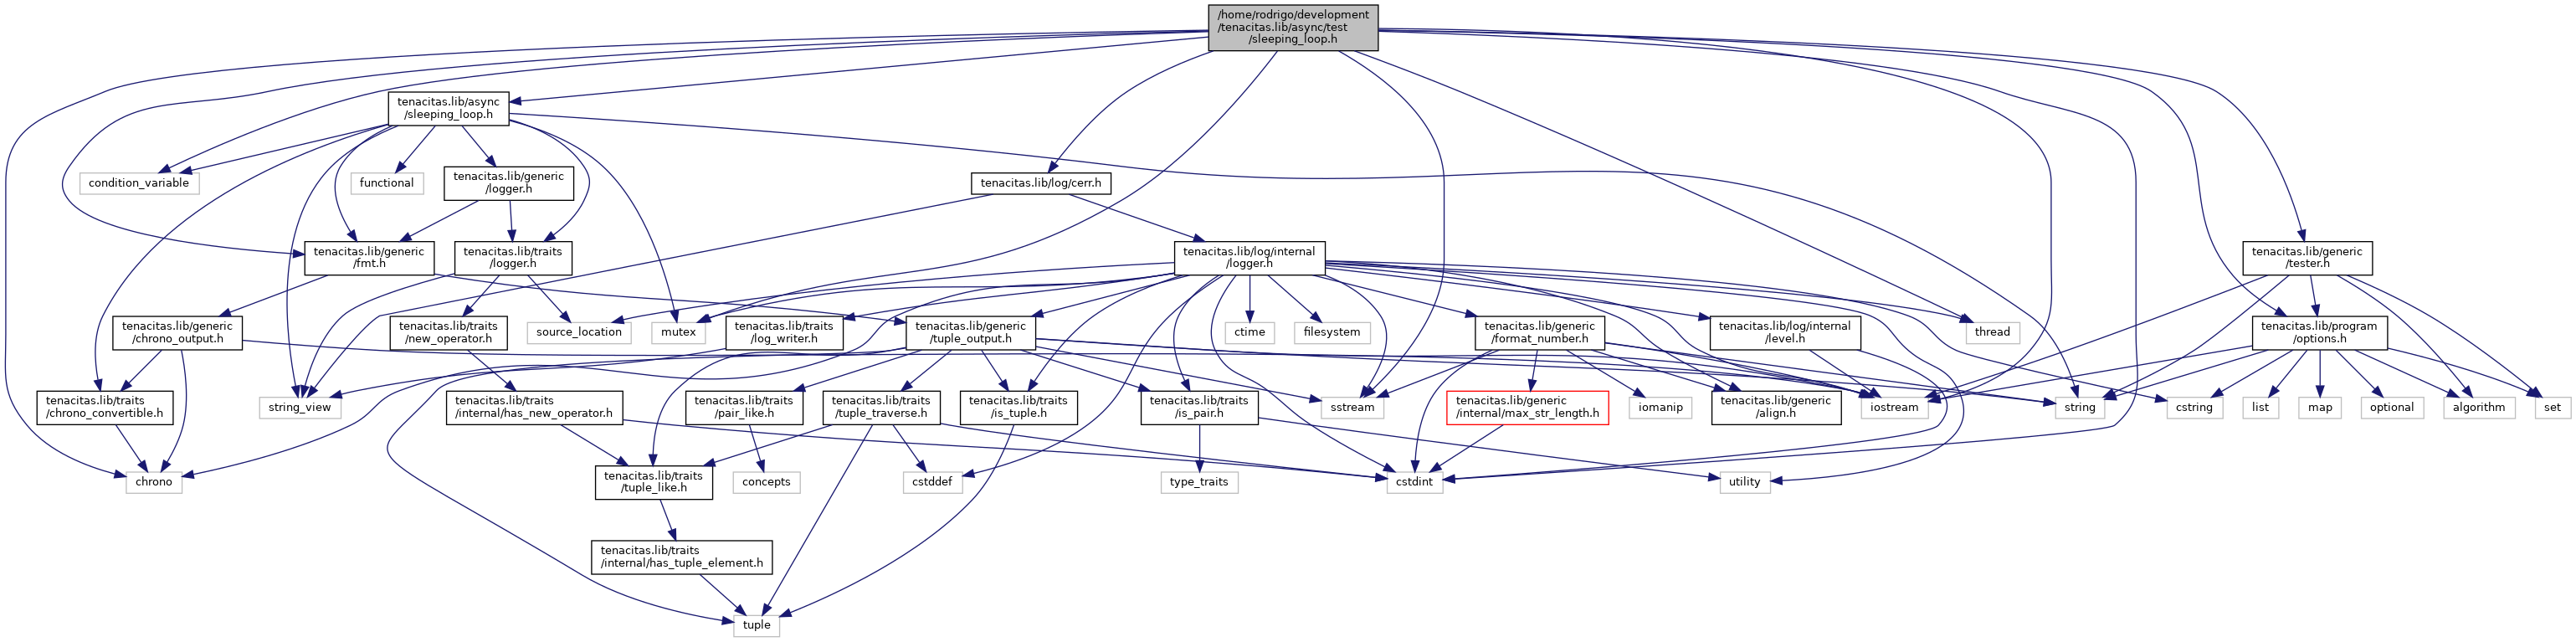 /home/rodrigo/development
/tenacitas.lib/async/test
/sleeping_loop.h
tenacitas.lib/async
/sleeping_loop.h
condition_variable
functional
tenacitas.lib/generic
/logger.h
tenacitas.lib/log/cerr.h
tenacitas.lib/generic
/fmt.h
tenacitas.lib/traits
/logger.h
tenacitas.lib/log/internal
/logger.h
tenacitas.lib/generic
/tester.h
tenacitas.lib/generic
/chrono_output.h
tenacitas.lib/traits
/new_operator.h
source_location
mutex
tenacitas.lib/traits
/log_writer.h
tenacitas.lib/generic
/tuple_output.h
ctime
filesystem
tenacitas.lib/generic
/format_number.h
tenacitas.lib/log/internal
/level.h
thread
tenacitas.lib/program
/options.h
tenacitas.lib/traits
/chrono_convertible.h
string_view
tenacitas.lib/traits
/internal/has_new_operator.h
tenacitas.lib/traits
/pair_like.h
tenacitas.lib/traits
/tuple_traverse.h
tenacitas.lib/traits
/is_tuple.h
tenacitas.lib/traits
/is_pair.h
sstream
tenacitas.lib/generic
/internal/max_str_length.h
iomanip
tenacitas.lib/generic
/align.h
iostream
string
cstring
list
map
optional
algorithm
set
chrono
tenacitas.lib/traits
/tuple_like.h
concepts
cstddef
type_traits
cstdint
utility
tenacitas.lib/traits
/internal/has_tuple_element.h
tuple